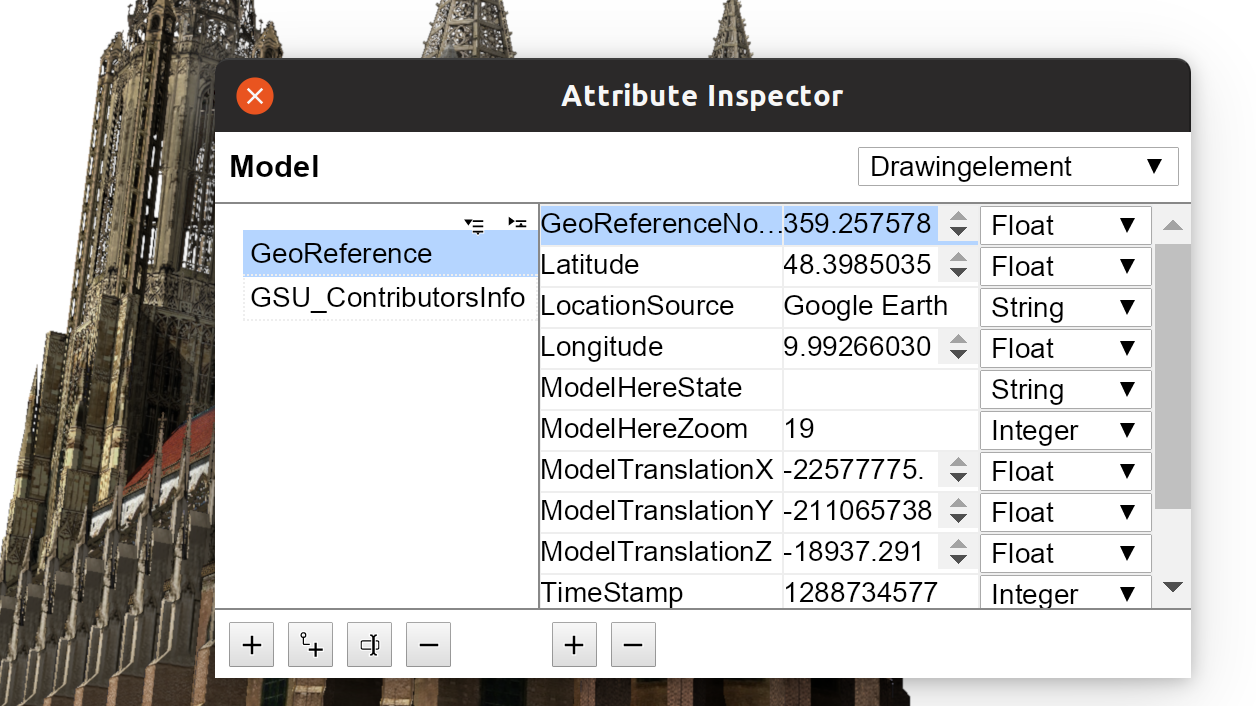 Attribute Inspector
Model
Drawingelement
GeoReference
GSU_ContributorsInfo
GeoReferenceNo... 359.257578 Float
Latitude 48.3985035 Float
LocationSource Google Earth String
Longitude 9.99266030 Float
ModelHereState String
ModelHereZoom 19 Integer
ModelTranslationX -22577775. Float
ModelTranslationY -211065738 Float
ModelTranslationZ -18937.291 Float
TimeStamp 1288734577 Integer